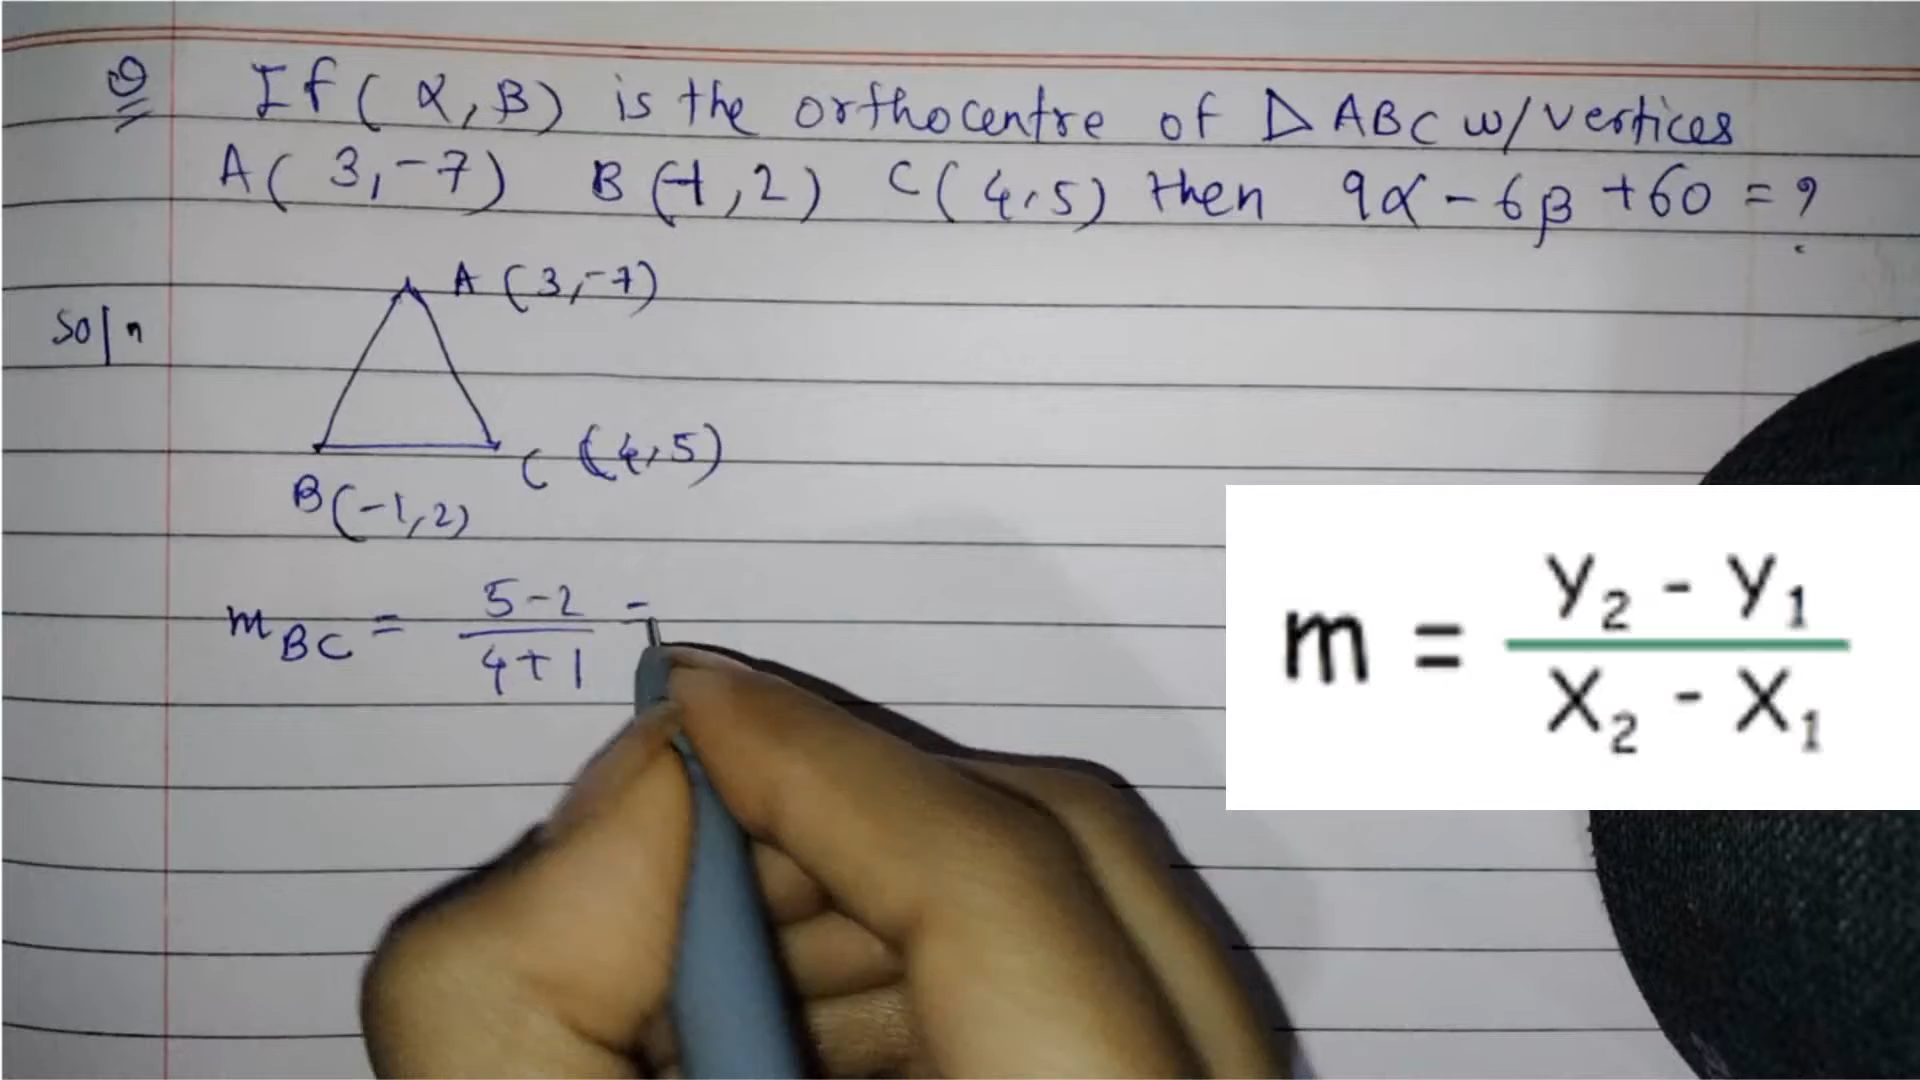 Q If (α, β) is the orthocentre of Δ ABC w/ vertices
A( 3,-7) B (-1,2) C( 4,5) then 9α - 6β + 60 = ?
Soln
A (3,-7)
C (4,5)
B(-1,2)
m BC = 5-2 / 4+1 =
m = y₂ - y₁ / x₂ - x₁